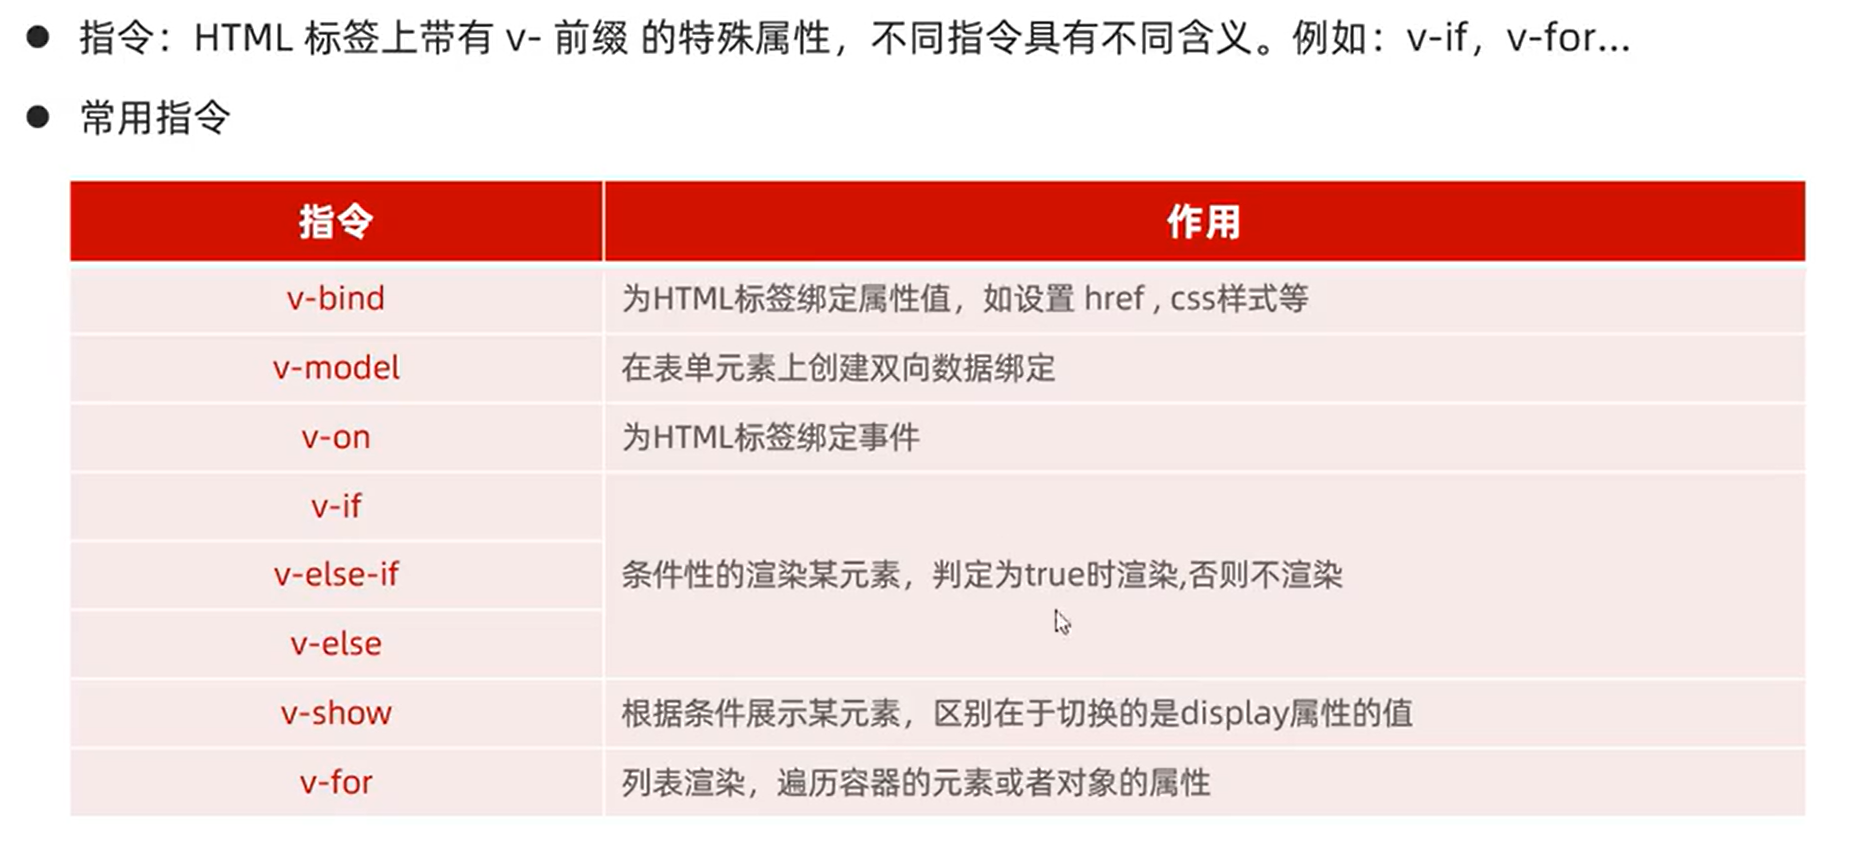 指令：HTML 标签上带有 v- 前缀 的特殊属性，不同指令具有不同含义。例如：v-if，v-for...
常用指令
指令 作用
v-bind 为HTML标签绑定属性值，如设置 href , css样式等
v-model 在表单元素上创建双向数据绑定
v-on 为HTML标签绑定事件
v-if
v-else-if 条件性的渲染某元素，判定为true时渲染,否则不渲染
v-else
v-show 根据条件展示某元素，区别在于切换的是display属性的值
v-for 列表渲染，遍历容器的元素或者对象的属性